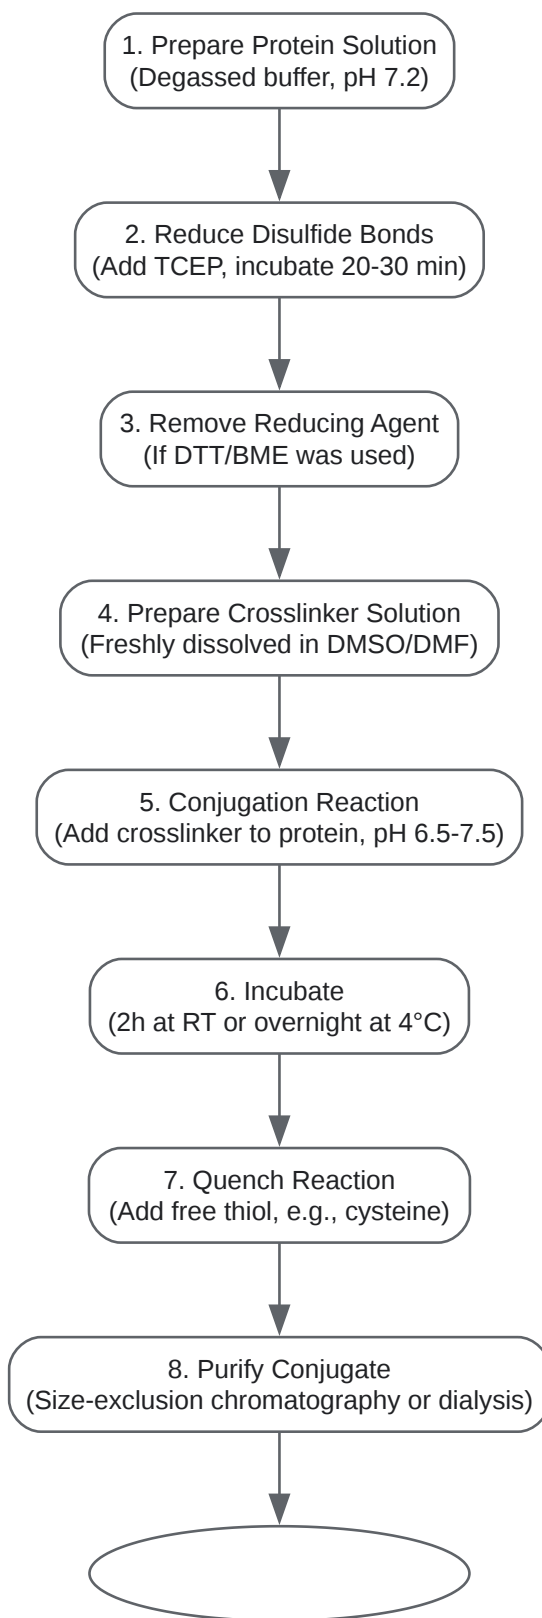 1. Prepare Protein Solution
(Degassed buffer, pH 7.2)
2. Reduce Disulfide Bonds
(Add TCEP, incubate 20-30 min)
3. Remove Reducing Agent
(If DTT/BME was used)
4. Prepare Crosslinker Solution
(Freshly dissolved in DMSO/DMF)
5. Conjugation Reaction
(Add crosslinker to protein, pH 6.5-7.5)
6. Incubate
(2h at RT or overnight at 4°C)
7. Quench Reaction
(Add free thiol, e.g., cysteine)
8. Purify Conjugate
(Size-exclusion chromatography or dialysis)